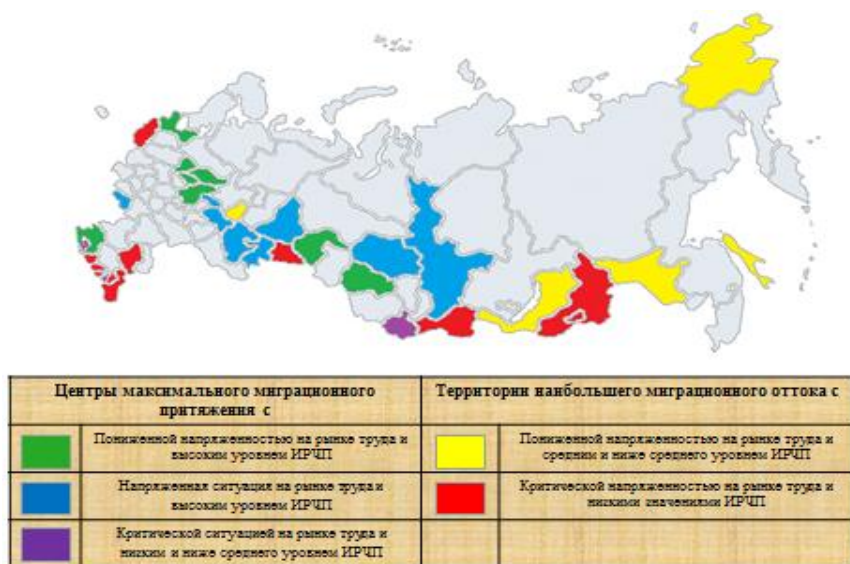 Центры максимального миграционного
притяжения с
Территории наибольшего миграционного оттока с
Пониженной напряженностью на рынке труда и
высоким уровнем ИРЧП
Пониженной напряженностью на рынке труда и
средним и ниже среднего уровнем ИРЧП
Напряженная ситуация на рынке труда и
высоким уровнем ИРЧП
Критической напряженностью на рынке труда и
низкими значениями ИРЧП
Критической ситуацией на рынке труда и
низким и ниже среднего уровнем ИРЧП